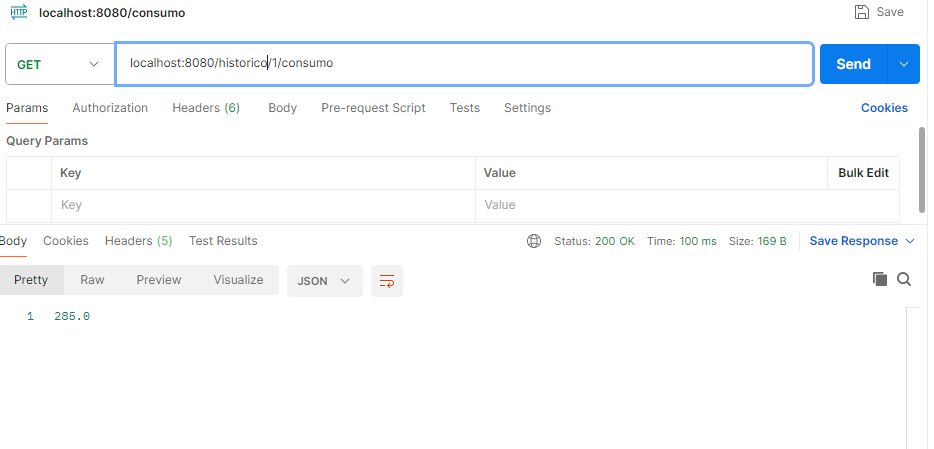 HTTP localhost:8080/consumo Save
GET localhost:8080/historico/1/consumo Send
Params Authorization Headers (6) Body Pre-request Script Tests Settings Cookies
Query Params
Key Value Bulk Edit
Key Value
Body Cookies Headers (5) Test Results Status: 200 OK Time: 100 ms Size: 169 B Save Response
Pretty Raw Preview Visualize JSON
1 285.0